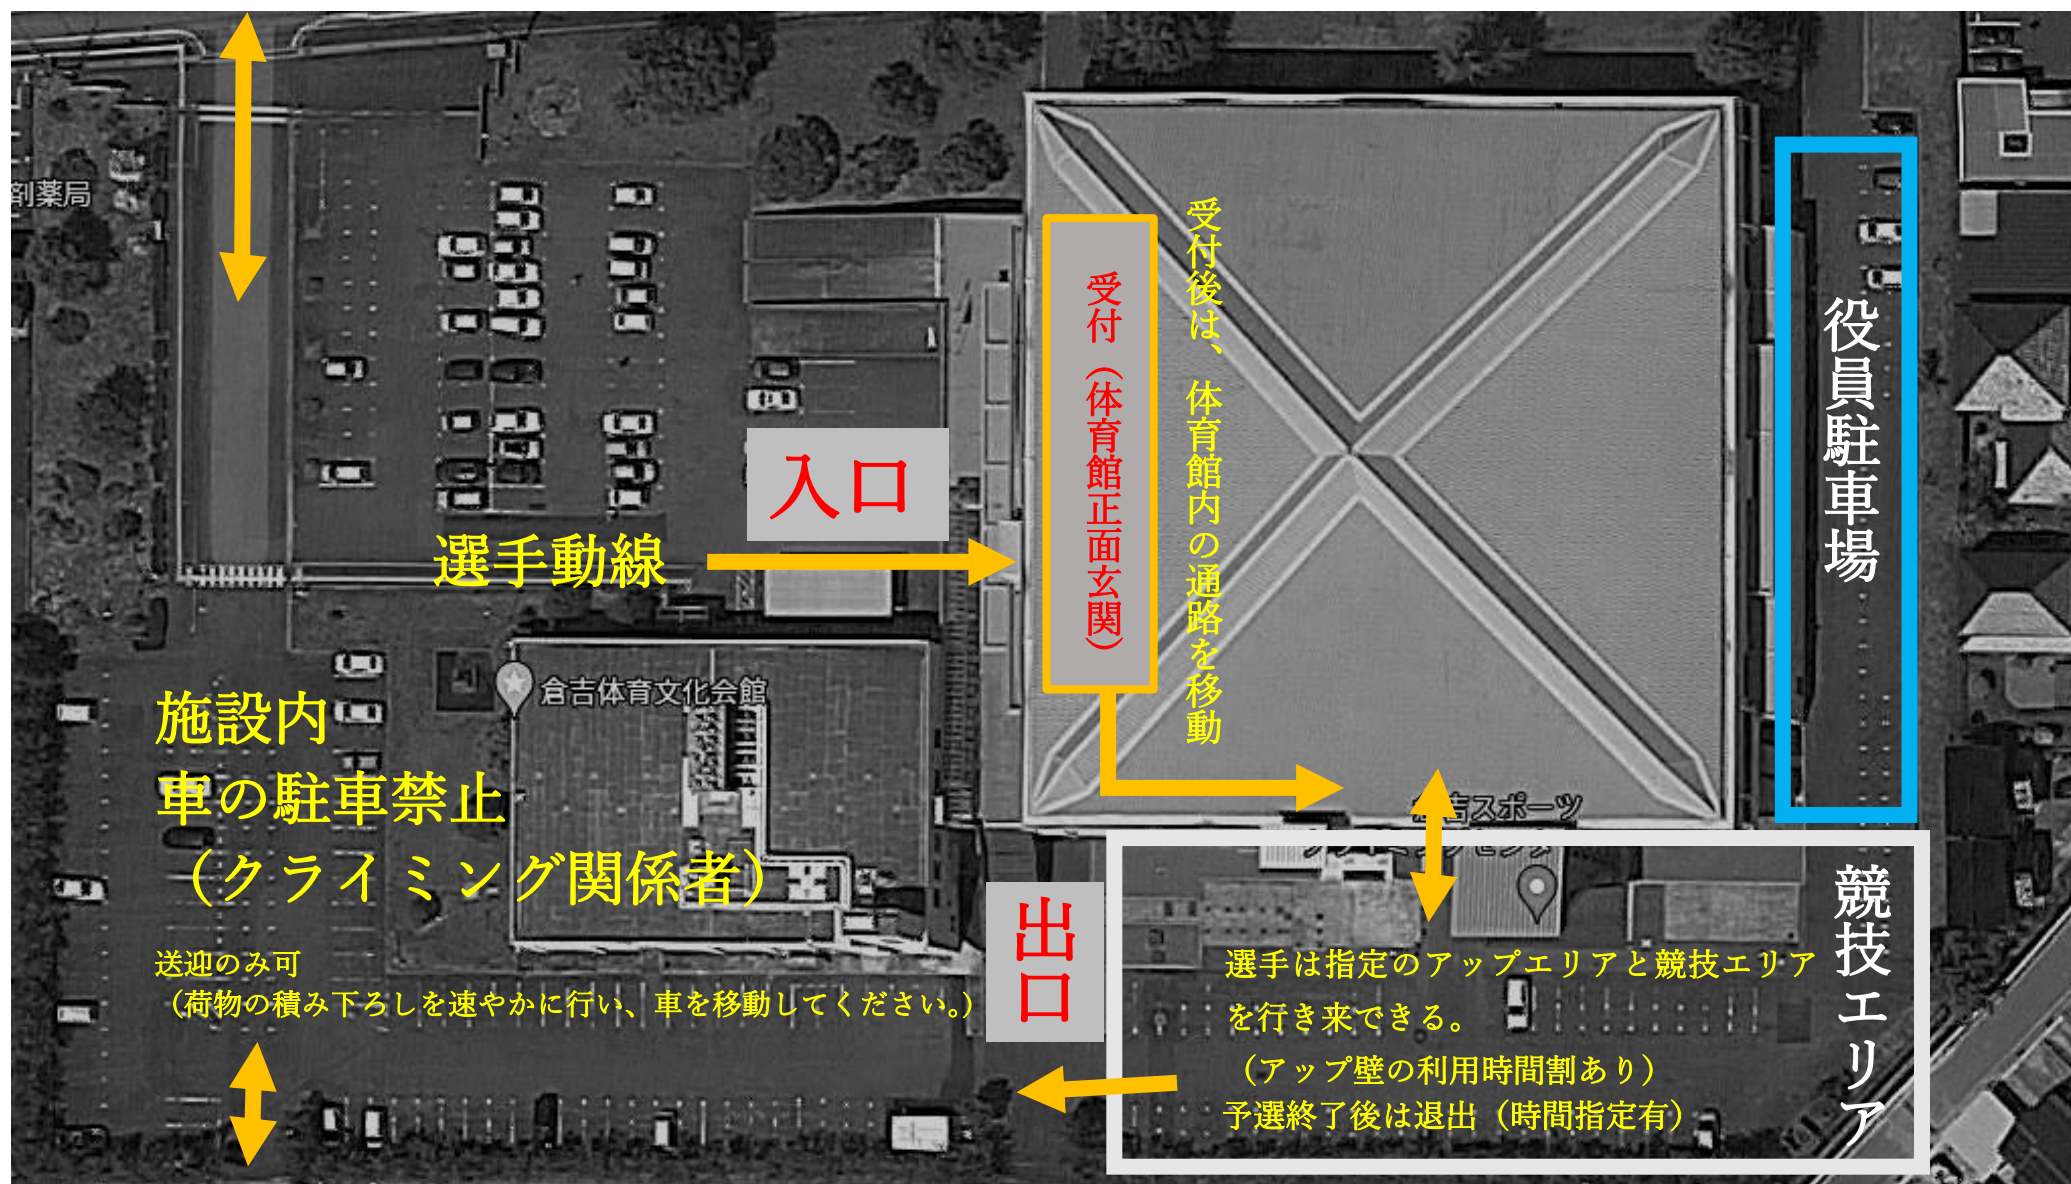 剤薬局
入口
選手動線
受付（体育館正面玄関）
受付後は、体育館内の通路を移動
役員駐車場
倉吉体育文化会館
施設内
車の駐車禁止
（クライミング関係者）
送迎のみ可
（荷物の積み下ろしを速やかに行い、車を移動してください。）
吉スポーツ
出口
競技エリア
選手は指定のアップエリアと競技エリア
を行き来できる。
（アップ壁の利用時間割あり）
予選終了後は退出（時間指定有）